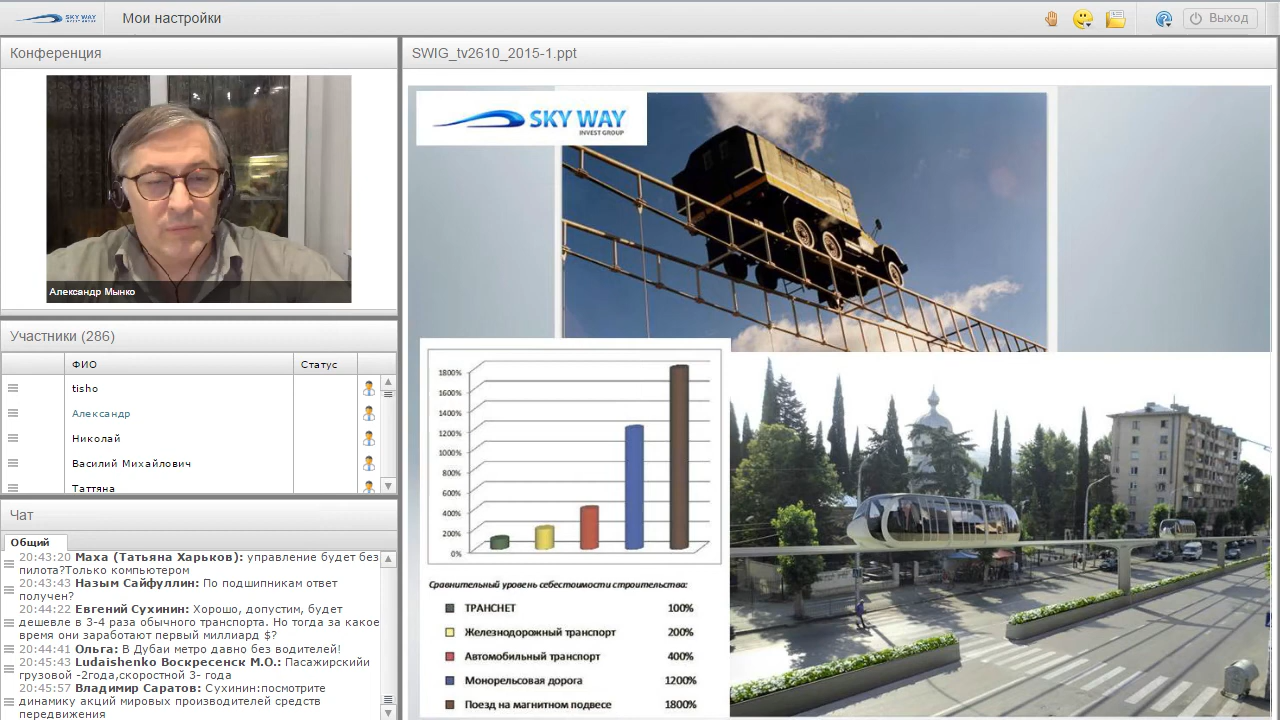 SKY WAY
INVEST GROUP
Мои настройки
Выход
Конференция
Александр Мынко
Участники (286)
ФИО
Статус
tisho
Александр
Николай
Василий Михайлович
Таттяна
Чат
Общий
20:43:20 Маха (Татьяна Харьков): управление будет без
пилота?Только компьютером
20:43:43 Назым Сайфуллин: По подшипникам ответ
получен?
20:44:22 Евгений Сухинин: Хорошо, допустим, будет
дешевле в 3-4 раза обычного транспорта. Но тогда за какое
время они заработают первый миллиард $?
20:44:41 Ольга: В Дубаи метро давно без водителей!
20:45:43 Ludaishenko Воскресенск М.О.: Пасажирскийи
грузовой -2года,скоростной 3- года
20:45:57 Владимир Саратов: Сухинин:посмотрите
динамику акций мировых производителей средств
передвижения
SWIG_tv2610_2015-1.ppt
SKY WAY
INVEST GROUP
1800%
1600%
1400%
1200%
1000%
800%
600%
400%
200%
0%
Сравнительный уровень себестоимости строительства:
ТРАНСНЕТ 100%
Железнодорожный транспорт 200%
Автомобильный транспорт 400%
Монорельсовая дорога 1200%
Поезд на магнитном подвесе 1800%